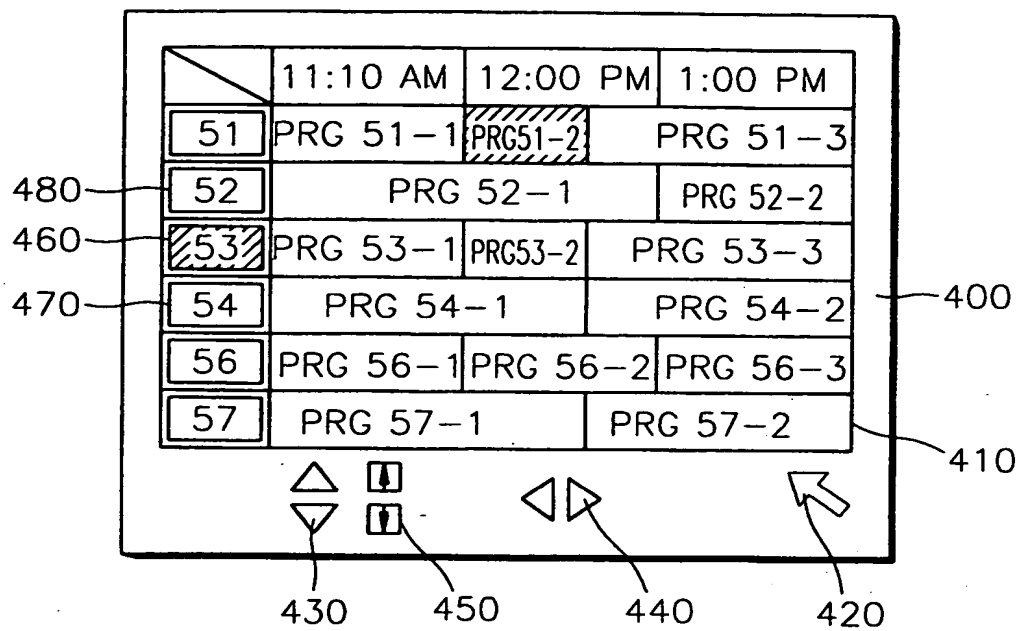 11:10 AM 12:00 PM 1:00 PM
51 PRG 51-1 PRG51-2 PRG 51-3
480 52 PRG 52-1 PRG 52-2
460 53 PRG 53-1 PRG53-2 PRG 53-3
470 54 PRG 54-1 PRG 54-2 400
56 PRG 56-1 PRG 56-2 PRG 56-3
57 PRG 57-1 PRG 57-2
410
430 450 440 420